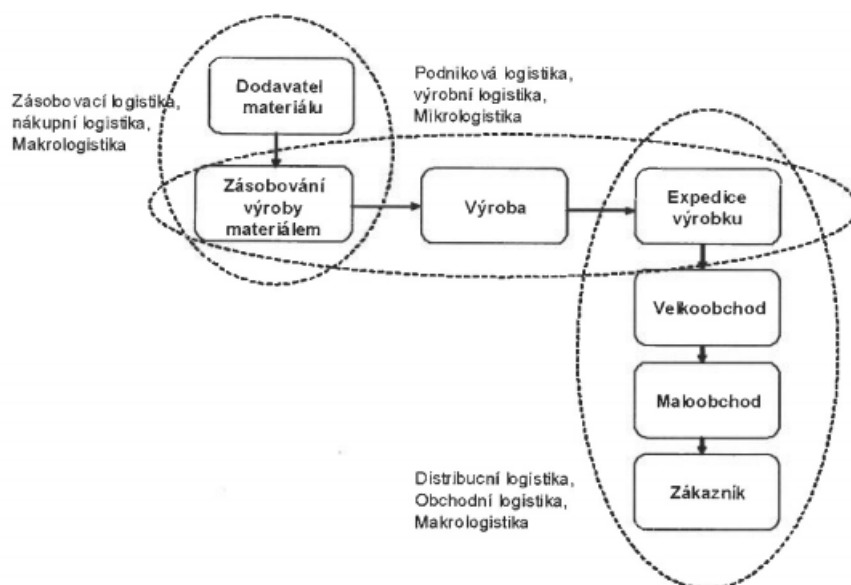 Dodavatel
materiálu
Podniková logistika,
výrobní logistika,
Mikrologistika
Zásobovací logistika,
nákupní logistika,
Makrologistika
Zásobování
výroby
materiálem
Výroba
Expedice
výrobku
Velkoobchod
Maloobchod
Zákazník
Distribucní logistika,
Obchodní logistika,
Makrologistika